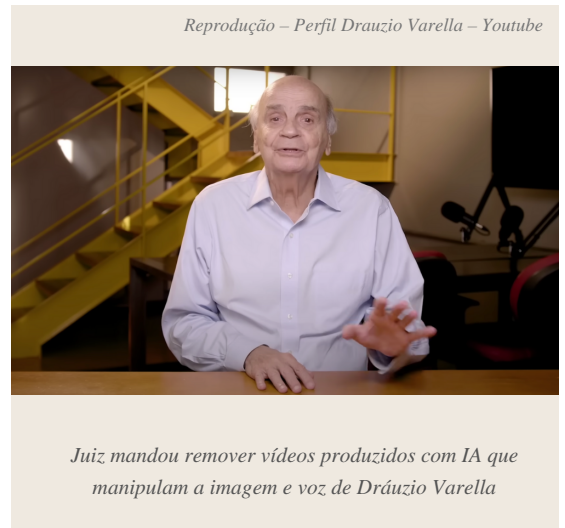 Reprodução – Perfil Drauzio Varella – Youtube
Juiz mandou remover vídeos produzidos com IA que
manipulam a imagem e voz de Dráuzio Varella